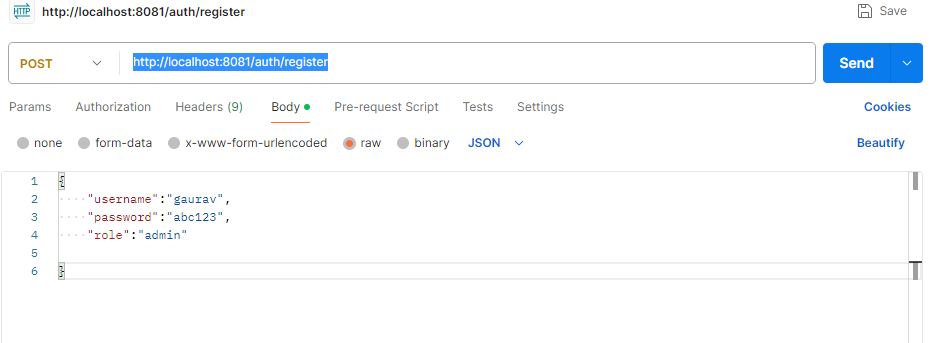 HTTP http://localhost:8081/auth/register Save
POST http://localhost:8081/auth/register Send
Params Authorization Headers (9) Body Pre-request Script Tests Settings Cookies
none form-data x-www-form-urlencoded raw binary JSON Beautify
1 {
2 ····"username":"gaurav",
3 ····"password":"abc123",
4 ····"role":"admin"
5
6 }